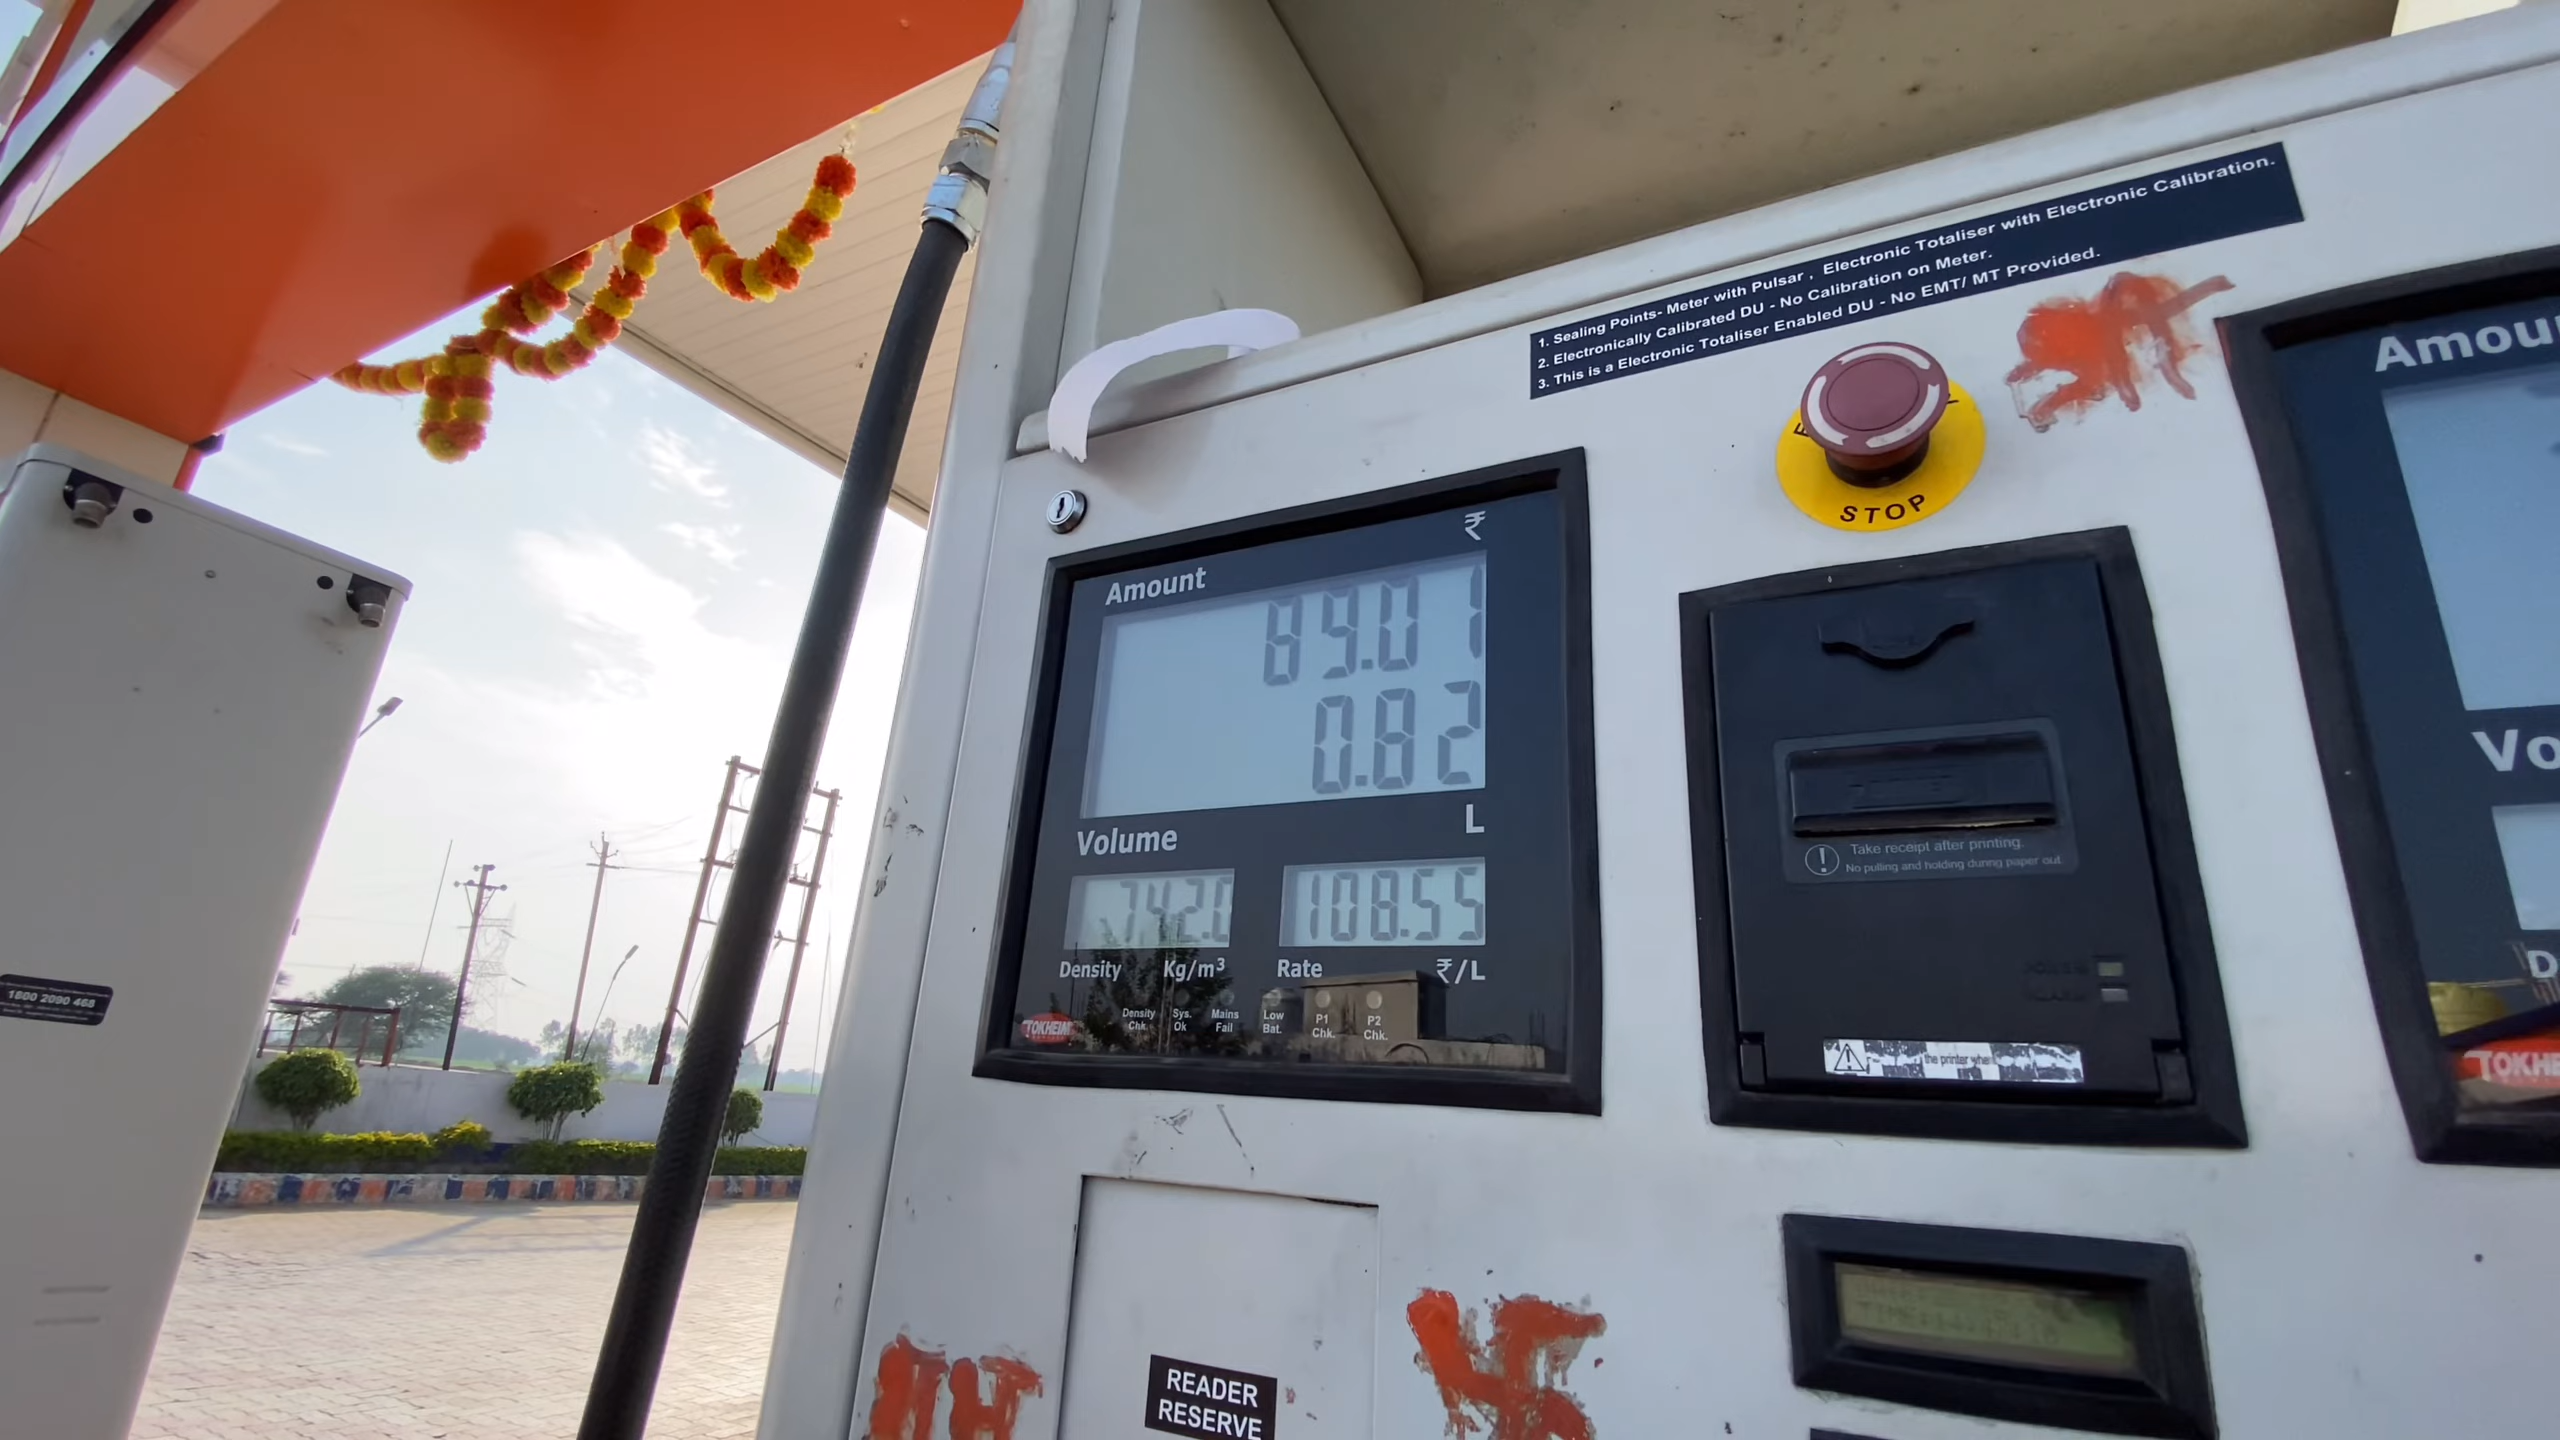 1. Sealing Points- Meter with Pulsar , Electronic Totaliser with Electronic Calibration.
2. Electronically Calibrated DU - No Calibration on Meter.
3. This is a Electronic Totaliser Enabled DU - No EMT/ MT Provided.
STOP
₹
Amount
89.01
0.82
L
Volume
742.0
108.55
Density Kg/m³
Rate ₹/L
Density Chk.
Sys. Ok
Mains Fail
Low Bat.
P1 Chk.
P2 Chk.
TOKHEIM
Take receipt after printing.
No pulling and holding during paper out.
the printer
1800 2090 468
READER
RESERVE
शुभ
Amou
Vo
D
TOKHE